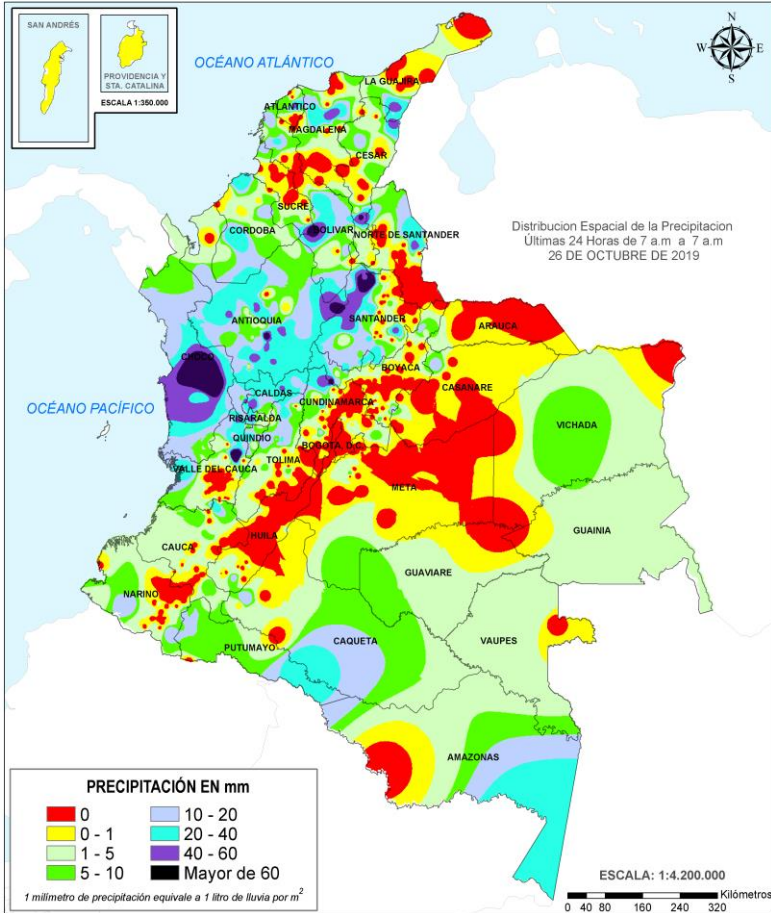 SAN ANDRÉS
PROVIDENCIA Y
STA. CATALINA
ESCALA 1:350.000
OCÉANO ATLÁNTICO
N
W
E
S
LA GUAJIRA
ATLANTICO
MAGDALENA
CESAR
SUCRE
CORDOBA
BOLIVAR
NORTE DE SANTANDER
Distribucion Espacial de la Precipitacion
Últimas 24 Horas de 7 a.m a 7 a.m
26 DE OCTUBRE DE 2019
ANTIOQUIA
SANTANDER
ARAUCA
CHOCO
BOYACA
CASANARE
OCÉANO PACÍFICO
CALDAS
CUNDINAMARCA
RISARALDA
VICHADA
QUINDIO
BOGOTA, D.C.
TOLIMA
VALLE DEL CAUCA
META
GUAINIA
CAUCA
HUILA
GUAVIARE
NARINO
CAQUETA
VAUPES
PUTUMAYO
AMAZONAS
PRECIPITACIÓN EN mm
0
10 - 20
0 - 1
20 - 40
1 - 5
40 - 60
5 - 10
Mayor de 60
1 milímetro de precipitación equivale a 1 litro de lluvia por m²
ESCALA: 1:4.200.000
Kilómetros
0 40 80 160 240 320